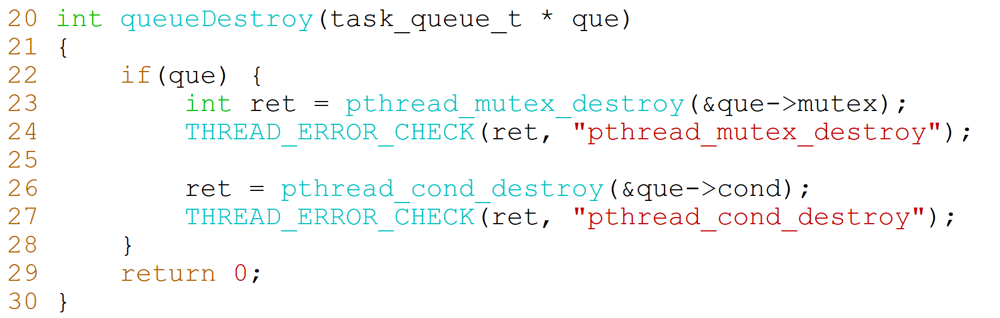 20 int queueDestroy(task_queue_t * que)
21 {
22     if(que) {
23         int ret = pthread_mutex_destroy(&que->mutex);
24         THREAD_ERROR_CHECK(ret, "pthread_mutex_destroy");
25
26         ret = pthread_cond_destroy(&que->cond);
27         THREAD_ERROR_CHECK(ret, "pthread_cond_destroy");
28     }
29     return 0;
30 }